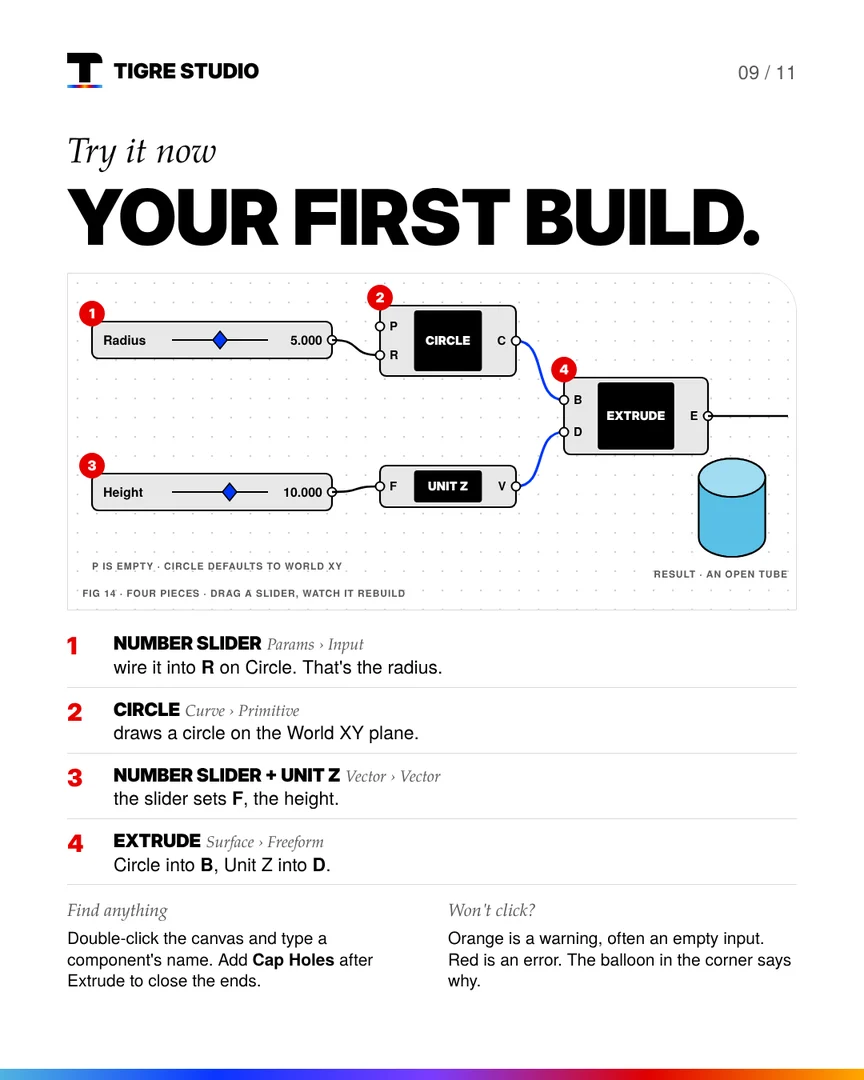 TIGRE STUDIO
09 / 11
Try it now
YOUR FIRST BUILD.
1
Radius
5.000
2
P
R
CIRCLE
C
3
Height
10.000
F
UNIT Z
V
4
B
D
EXTRUDE
E
P IS EMPTY · CIRCLE DEFAULTS TO WORLD XY
RESULT · AN OPEN TUBE
FIG 14 · FOUR PIECES · DRAG A SLIDER, WATCH IT REBUILD
1 NUMBER SLIDER Params › Input
wire it into R on Circle. That's the radius.
2 CIRCLE Curve › Primitive
draws a circle on the World XY plane.
3 NUMBER SLIDER + UNIT Z Vector › Vector
the slider sets F, the height.
4 EXTRUDE Surface › Freeform
Circle into B, Unit Z into D.
Find anything
Double-click the canvas and type a
component's name. Add Cap Holes after
Extrude to close the ends.
Won't click?
Orange is a warning, often an empty input.
Red is an error. The balloon in the corner says
why.